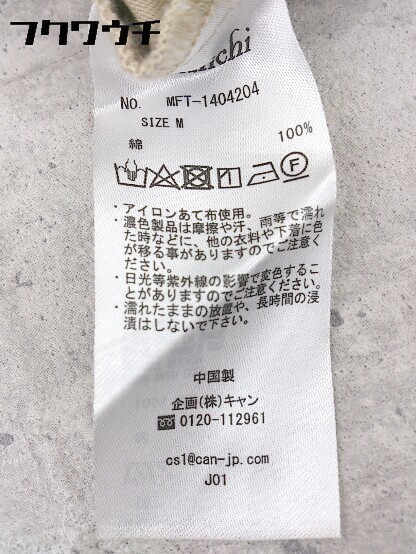 フクウクチ
No. MFT-1404204
SIZE M
綿 100%
・アイロンあて布使用。
・濃色製品は摩擦や汗、雨等で濡れ
た時などに、他の衣料や下着に色
が移る事がありますのでご注意く
ださい。
・日光等紫外線の影響で変色するこ
とがありますのでご注意ください。
・濡れたままの放置や、長時間の浸
漬はしないで下さい。
中国製
企画(株)キャン
0120-112961
cs1@can-jp.com
J01